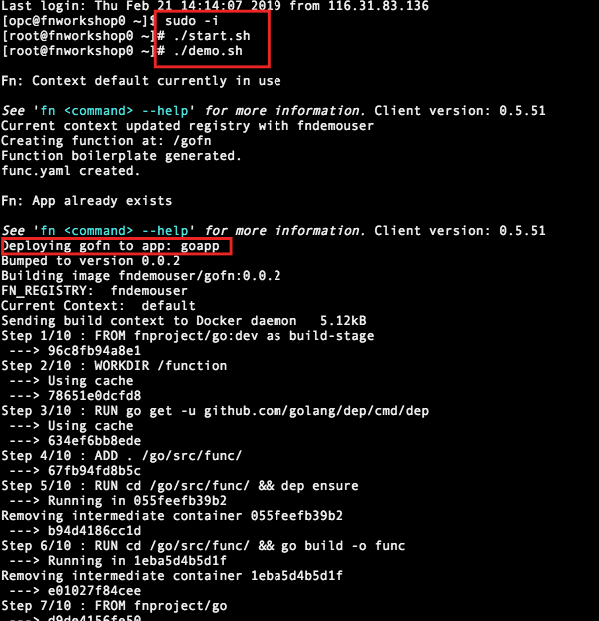 Last login: Thu Feb 21 14:14:07 2019 from 116.31.83.136
[opc@fnworkshop0 ~]$ sudo -i
[root@fnworkshop0 ~]# ./start.sh
[root@fnworkshop0 ~]# ./demo.sh
Fn: Context default currently in use
See 'fn <command> --help' for more information. Client version: 0.5.51
Current context updated registry with fndemouser
Creating function at: /gofn
Function boilerplate generated.
func.yaml created.
Fn: App already exists
See 'fn <command> --help' for more information. Client version: 0.5.51
Deploying gofn to app: goapp
Bumped to version 0.0.2
Building image fndemouser/gofn:0.0.2
FN_REGISTRY:  fndemouser
Current Context:  default
Sending build context to Docker daemon   5.12kB
Step 1/10 : FROM fnproject/go:dev as build-stage
 ---> 96c8fb94a8e1
Step 2/10 : WORKDIR /function
 ---> Using cache
 ---> 78651e0dcfd8
Step 3/10 : RUN go get -u github.com/golang/dep/cmd/dep
 ---> Using cache
 ---> 634ef6bb8ede
Step 4/10 : ADD . /go/src/func/
 ---> 67fb94fd8b5c
Step 5/10 : RUN cd /go/src/func/ && dep ensure
 ---> Running in 055feefb39b2
Removing intermediate container 055feefb39b2
 ---> b94d4186cc1d
Step 6/10 : RUN cd /go/src/func/ && go build -o func
 ---> Running in 1eba5d4b5d1f
Removing intermediate container 1eba5d4b5d1f
 ---> e01027f84cee
Step 7/10 : FROM fnproject/go
 ---> d9de4156fe50